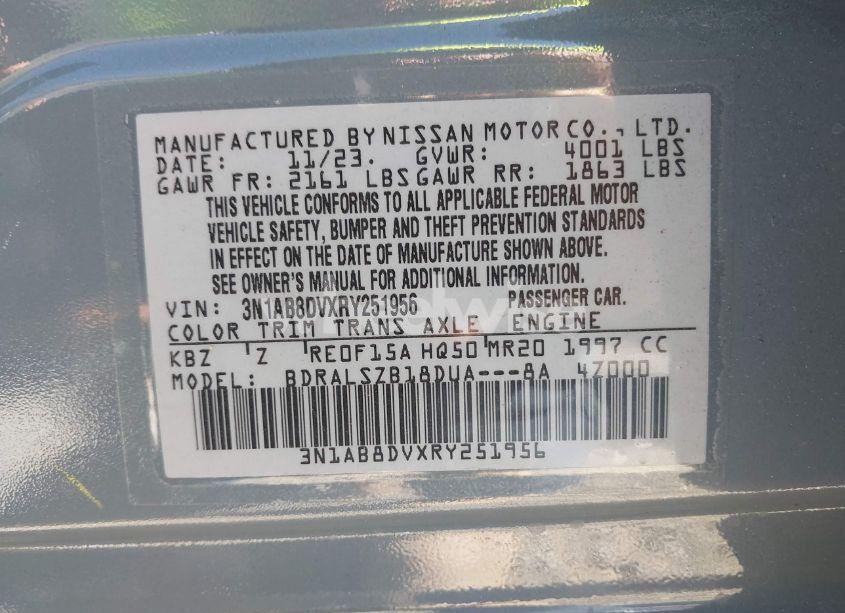 MANUFACTURED BY NISSAN MOTOR CO., LTD.
DATE: 11/23. GVWR: 4001 LBS
GAWR FR: 2161 LBS GAWR RR: 1863 LBS
THIS VEHICLE CONFORMS TO ALL APPLICABLE FEDERAL MOTOR
VEHICLE SAFETY, BUMPER AND THEFT PREVENTION STANDARDS
IN EFFECT ON THE DATE OF MANUFACTURE SHOWN ABOVE.
SEE OWNER'S MANUAL FOR ADDITIONAL INFORMATION.
VIN: 3N1AB8DVXRY251956 PASSENGER CAR.
COLOR TRIM TRANS AXLE ENGINE
KBZ Z RE0F15A HQ50 MR20 1997 CC
MODEL: BDRALSZB18DUA---8A 4Z000
3N1AB8DVXRY251956